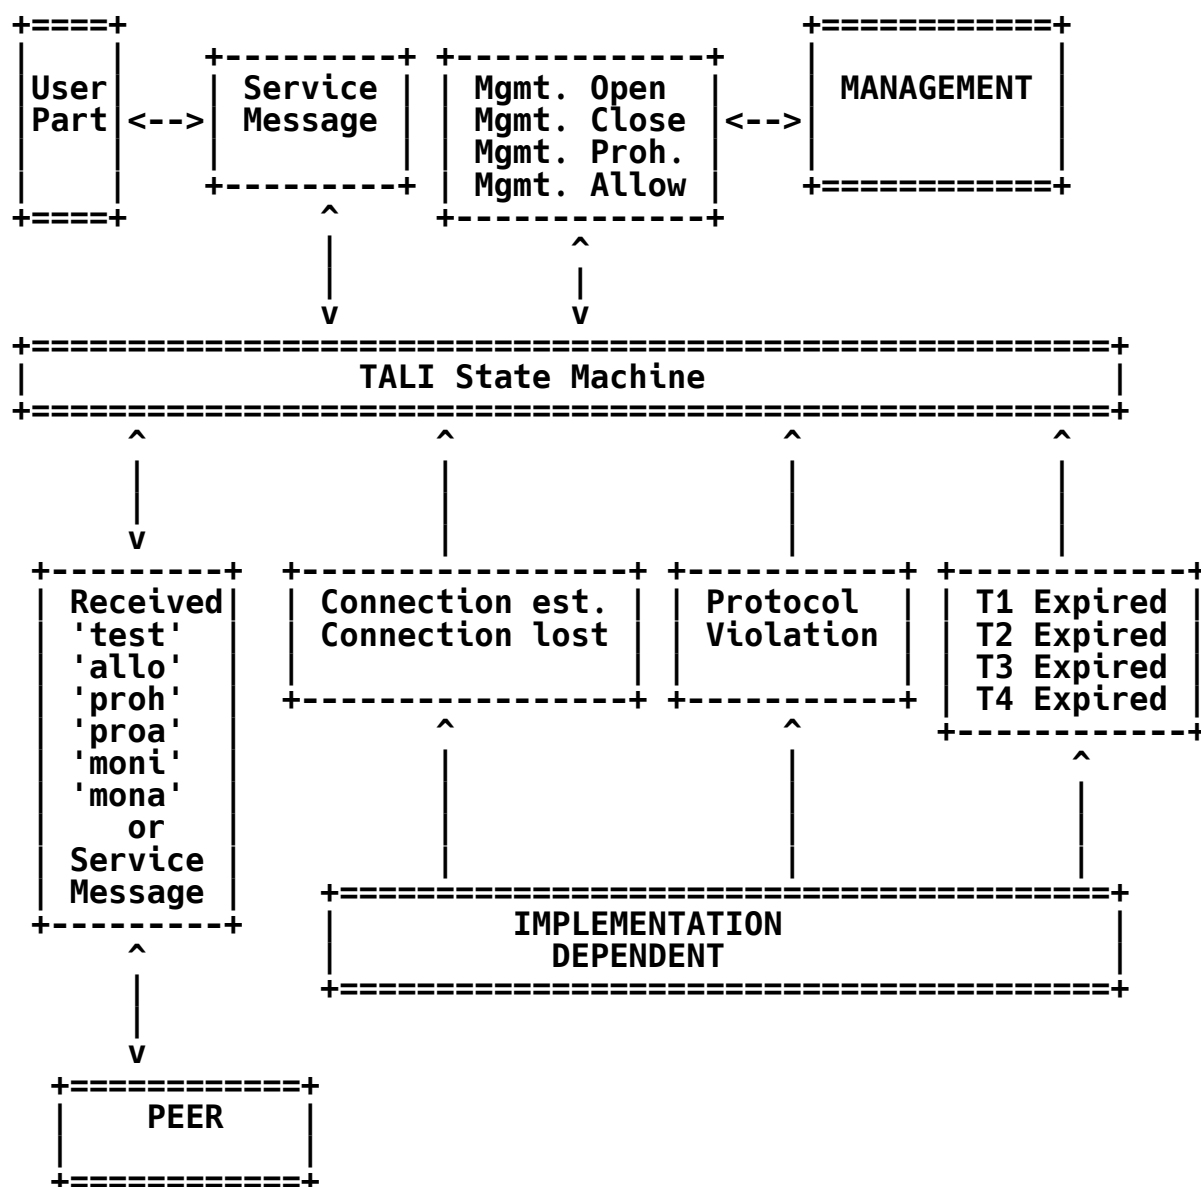 User
Part
Service
Message
Mgmt. Open
Mgmt. Close
Mgmt. Proh.
Mgmt. Allow
MANAGEMENT
TALI State Machine
Received
'test'
'allo'
'proh'
'proa'
'moni'
'mona'
or
Service
Message
Connection est.
Connection lost
Protocol
Violation
T1 Expired
T2 Expired
T3 Expired
T4 Expired
IMPLEMENTATION
DEPENDENT
PEER